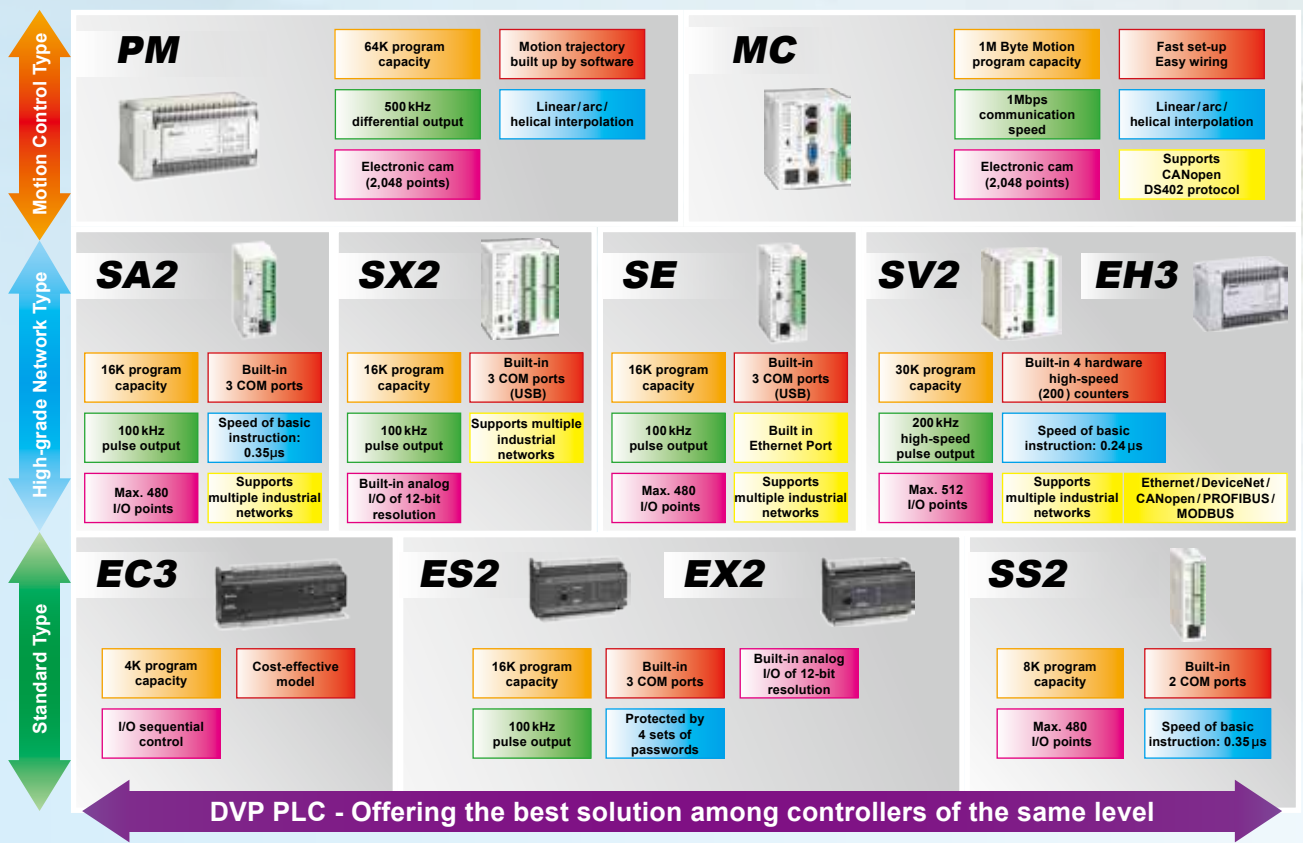 Motion Control Type
PM
64K program
capacity
Motion trajectory
built up by software
500 kHz
differential output
Linear / arc /
helical interpolation
Electronic cam
(2,048 points)
MC
1M Byte Motion
program capacity
Fast set-up
Easy wiring
1Mbps
communication
speed
Linear / arc /
helical interpolation
Electronic cam
(2,048 points)
Supports
CANopen
DS402 protocol
High-grade Network Type
SA2
16K program
capacity
Built-in
3 COM ports
100 kHz
pulse output
Speed of basic
instruction:
0.35µs
Max. 480
I/O points
Supports
multiple industrial
networks
SX2
16K program
capacity
Built-in
3 COM ports
(USB)
100 kHz
pulse output
Supports multiple
industrial
networks
Built-in analog
I/O of 12-bit
resolution
SE
16K program
capacity
Built-in
3 COM ports
(USB)
100 kHz
pulse output
Built in
Ethernet Port
Max. 480
I/O points
Supports
multiple industrial
networks
SV2
EH3
30K program
capacity
Built-in 4 hardware
high-speed
(200) counters
200 kHz
high-speed
pulse output
Speed of basic
instruction: 0.24 µs
Max. 512
I/O points
Supports
multiple industrial
networks
Ethernet / DeviceNet /
CANopen / PROFIBUS /
MODBUS
Standard Type
EC3
4K program
capacity
Cost-effective
model
I/O sequential
control
ES2
EX2
16K program
capacity
Built-in
3 COM ports
Built-in analog
I/O of 12-bit
resolution
100 kHz
pulse output
Protected by
4 sets of
passwords
SS2
8K program
capacity
Built-in
2 COM ports
Max. 480
I/O points
Speed of basic
instruction: 0.35 µs
DVP PLC - Offering the best solution among controllers of the same level